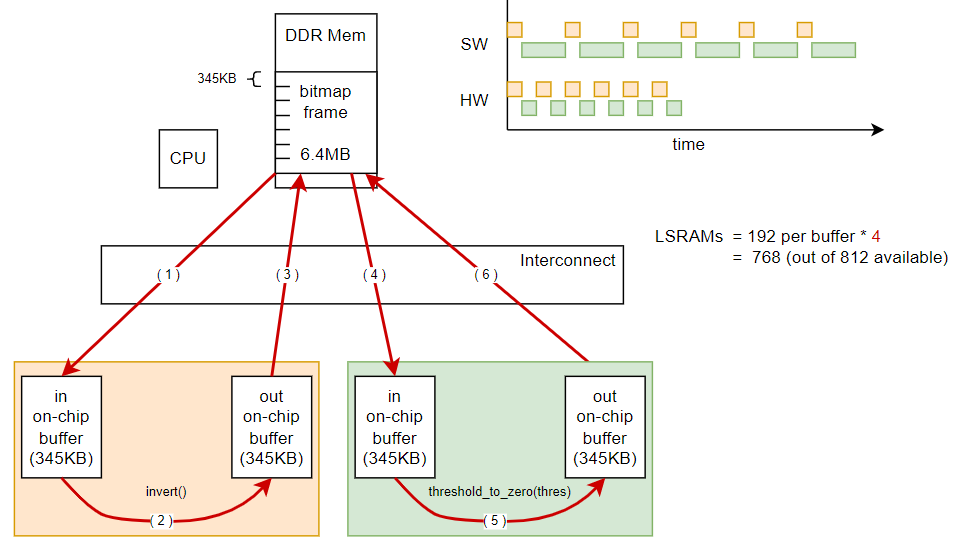 DDR Mem
345KB
bitmap
frame
6.4MB
CPU
SW
HW
time
LSRAMs = 192 per buffer * 4
= 768 (out of 812 available)
Interconnect
( 1 )
( 3 )
( 4 )
( 6 )
in
on-chip
buffer
(345KB)
out
on-chip
buffer
(345KB)
invert()
( 2 )
in
on-chip
buffer
(345KB)
out
on-chip
buffer
(345KB)
threshold_to_zero(thres)
( 5 )